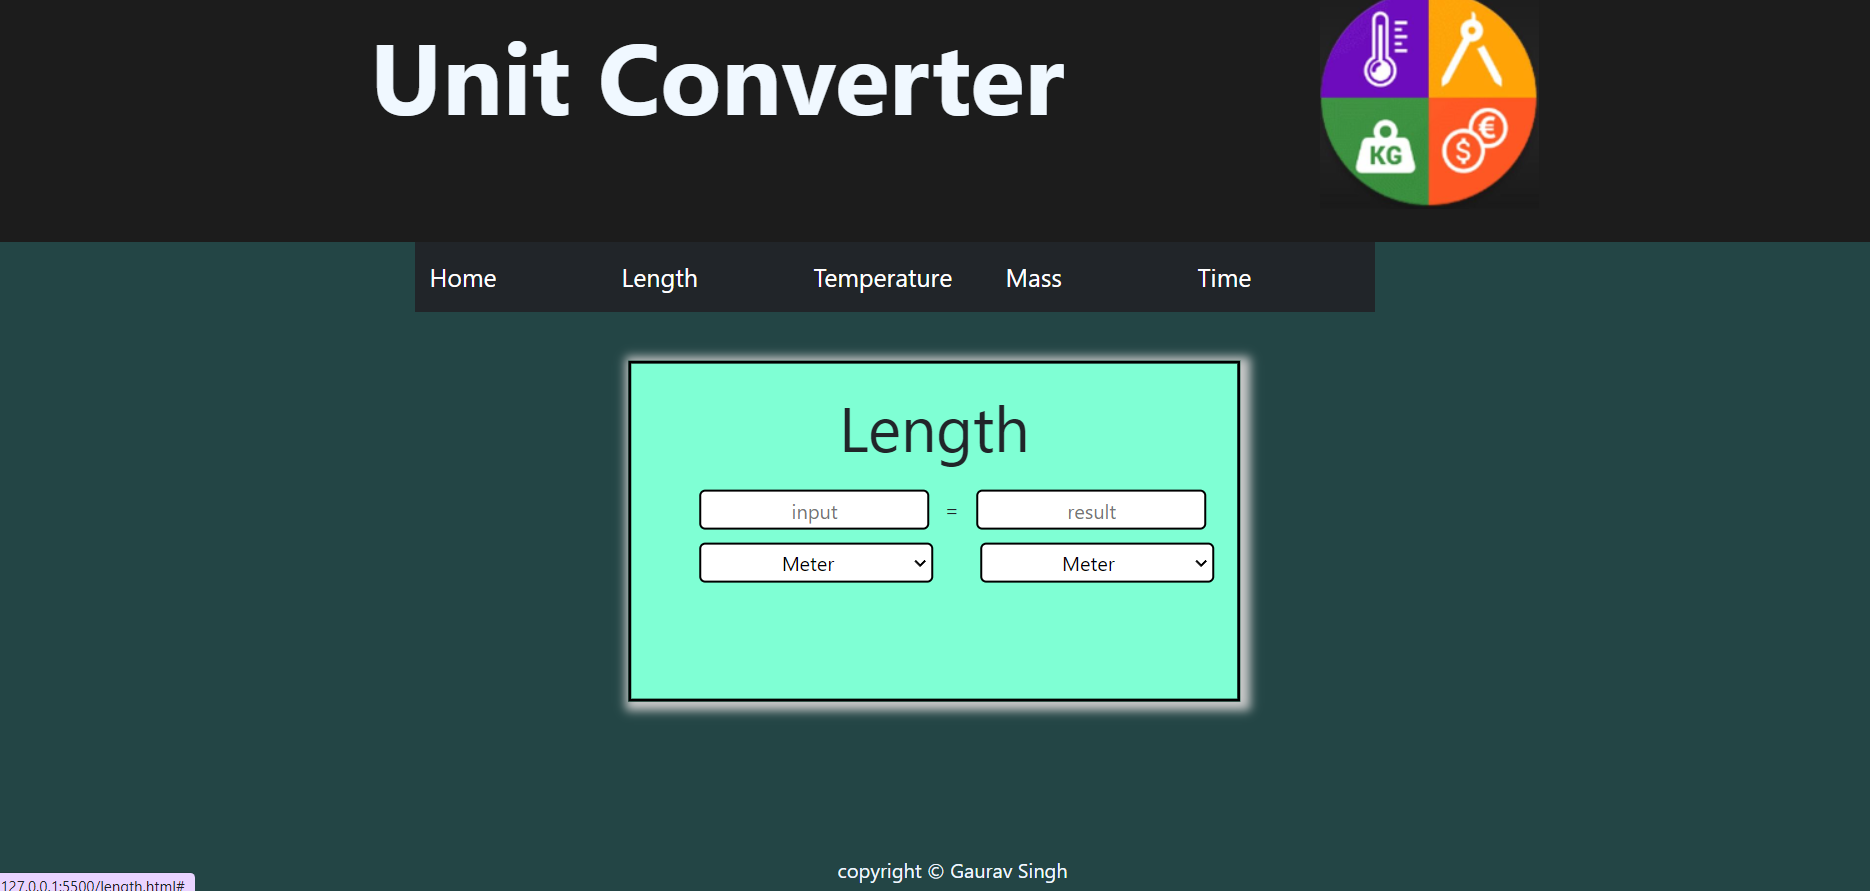 Unit Converter
KG
$
€
Home Length Temperature Mass Time
Length
input = result
Meter Meter
copyright © Gaurav Singh
127.0.0.1:5500/length.html#